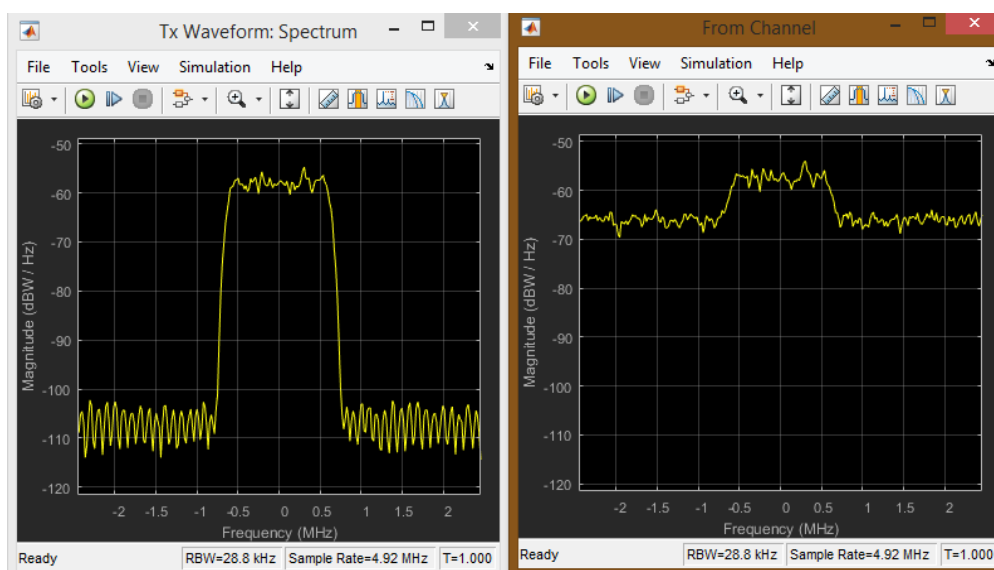 Tx Waveform: Spectrum
File Tools View Simulation Help
-50
-60
-70
-80
-90
-100
-110
-120
Magnitude (dBW / Hz)
-2 -1.5 -1 -0.5 0 0.5 1 1.5 2
Frequency (MHz)
Ready RBW=28.8 kHz Sample Rate=4.92 MHz T=1.000
From Channel
File Tools View Simulation Help
-50
-60
-70
-80
-90
-100
-110
-120
Magnitude (dBW / Hz)
-2 -1.5 -1 -0.5 0 0.5 1 1.5 2
Frequency (MHz)
Ready RBW=28.8 kHz Sample Rate=4.92 MHz T=1.000